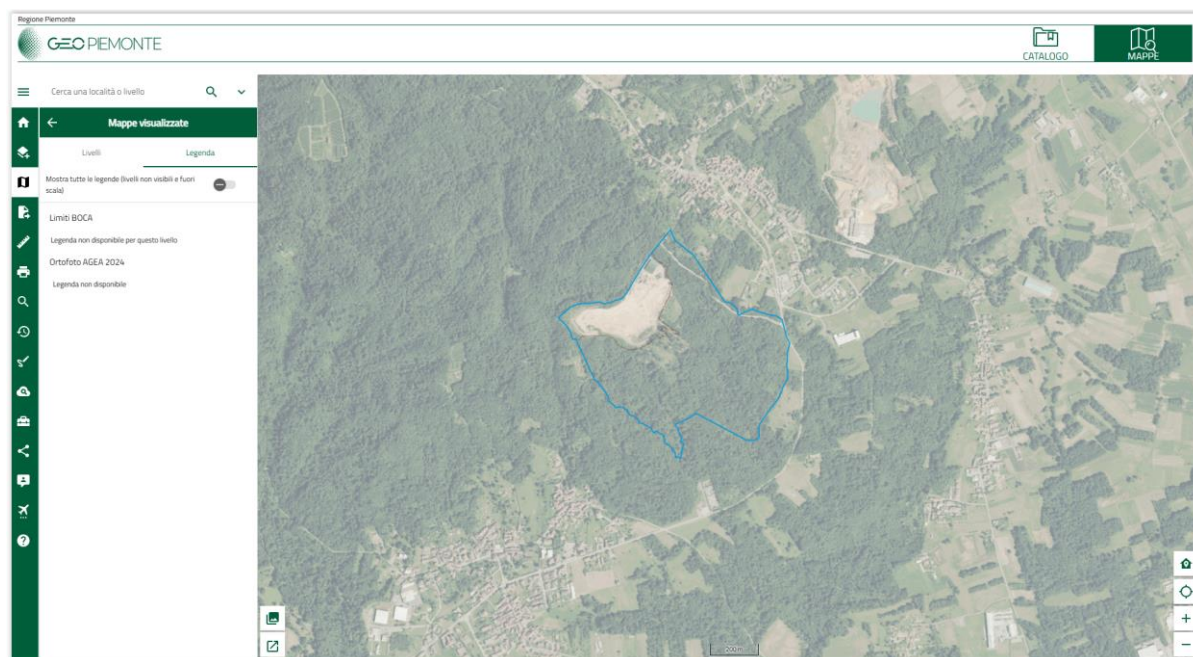 Regione Piemonte
GEO PIEMONTE
CATALOGO
MAPPE
Cerca una località o livello
Mappe visualizzate
Livelli
Legenda
Mostra tutte le legende (livelli non visibili e fuori
scala)
Limiti BOCA
Legenda non disponibile per questo livello
Ortofoto AGEA 2024
Legenda non disponibile
200 m